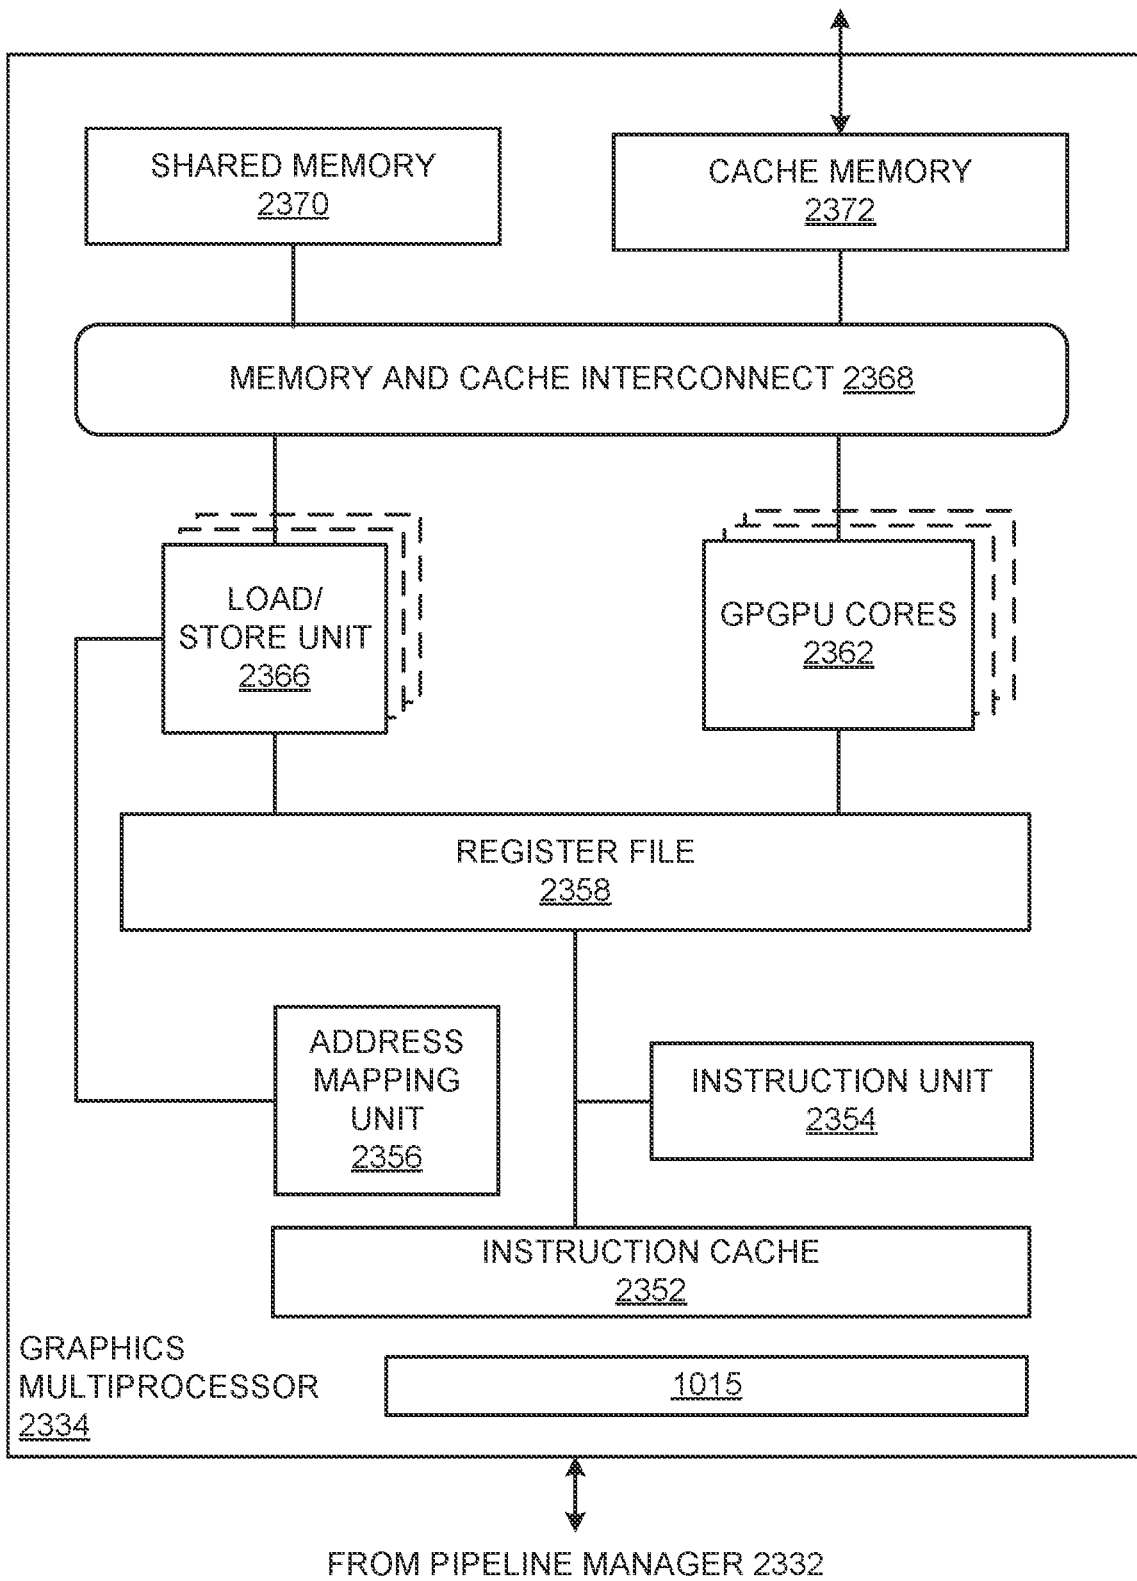 SHARED MEMORY
2370
CACHE MEMORY
2372
MEMORY AND CACHE INTERCONNECT 2368
LOAD/
STORE UNIT
2366
GPGPU CORES
2362
REGISTER FILE
2358
ADDRESS
MAPPING
UNIT
2356
INSTRUCTION UNIT
2354
INSTRUCTION CACHE
2352
GRAPHICS
MULTIPROCESSOR
2334
1015
FROM PIPELINE MANAGER 2332